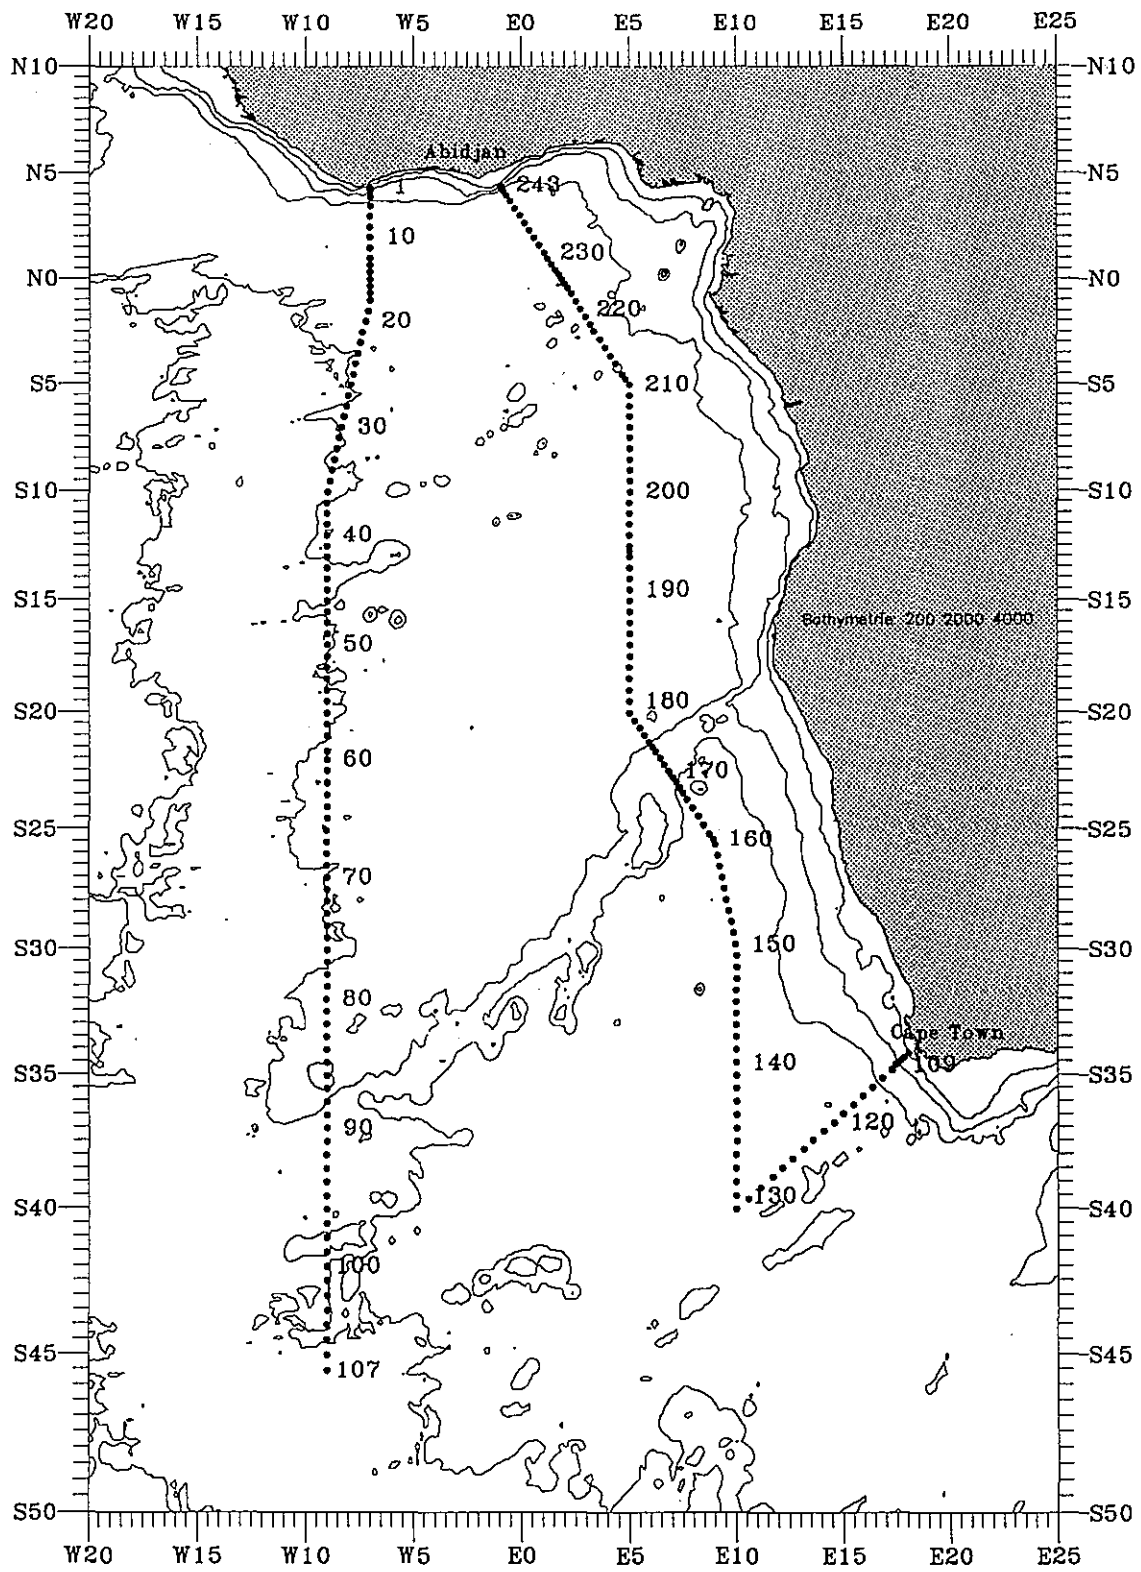 W20 W15 W10 W5 E0 E5 E10 E15 E20 E25
N10 N10
Abidjan
N5 1 243 N5
10 230
N0 N0
20 220
S5 210 S5
30
S10 200 S10
40
S15 190 S15
Bathymetrie 200 2000 4000
50
S20 180 S20
60 170
S25 160 S25
70
S30 150 S30
80
Cape Town
S35 140 109 S35
90 120
S40 130 S40
100
S45 107 S45
S50 S50
W20 W15 W10 W5 E0 E5 E10 E15 E20 E25